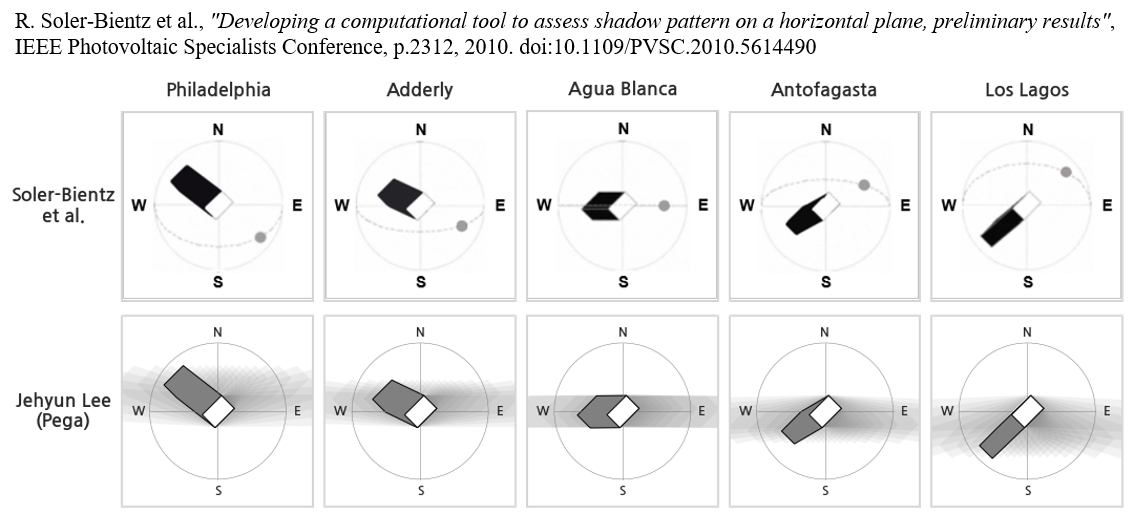 R. Soler-Bientz et al., "Developing a computational tool to assess shadow pattern on a horizontal plane, preliminary results",
IEEE Photovoltaic Specialists Conference, p.2312, 2010. doi:10.1109/PVSC.2010.5614490
Philadelphia Adderly Agua Blanca Antofagasta Los Lagos
N N N N N
Soler-Bientz
et al.
W E W E W E W E W E
S S S S S
N N N N N
Jehyun Lee
(Pega)
W E W E W E W E W E
S S S S S